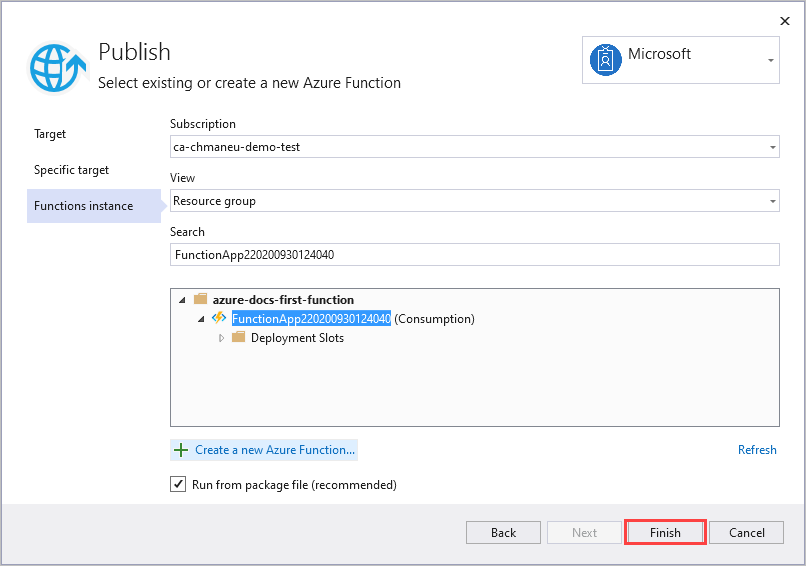 Publish
Select existing or create a new Azure Function
Microsoft
Target
Specific target
Functions instance
Subscription
ca-chmaneu-demo-test
View
Resource group
Search
FunctionApp220200930124040
azure-docs-first-function
FunctionApp220200930124040 (Consumption)
Deployment Slots
Create a new Azure Function...
Refresh
Run from package file (recommended)
Back
Next
Finish
Cancel